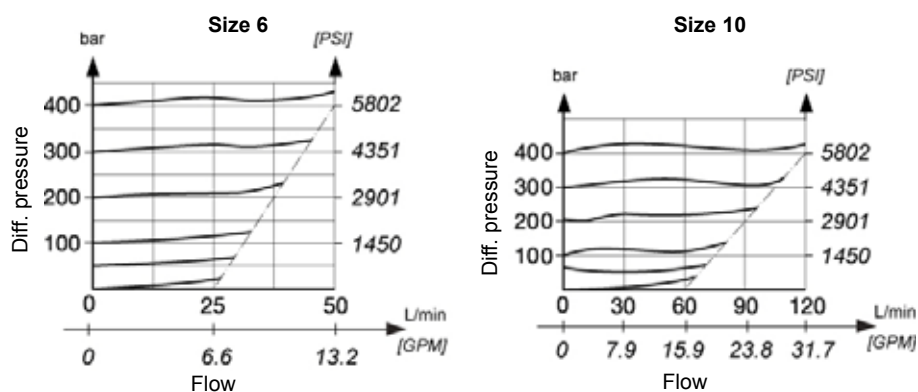 Size 6
bar
[PSI]
400
300
200
100
5802
4351
2901
1450
Diff. pressure
0
25
50
L/min
[GPM]
0
6.6
13.2
Flow
Size 10
bar
[PSI]
400
300
200
100
5802
4351
2901
1450
Diff. pressure
0
30
60
90
120
L/min
[GPM]
0
7.9
15.9
23.8
31.7
Flow